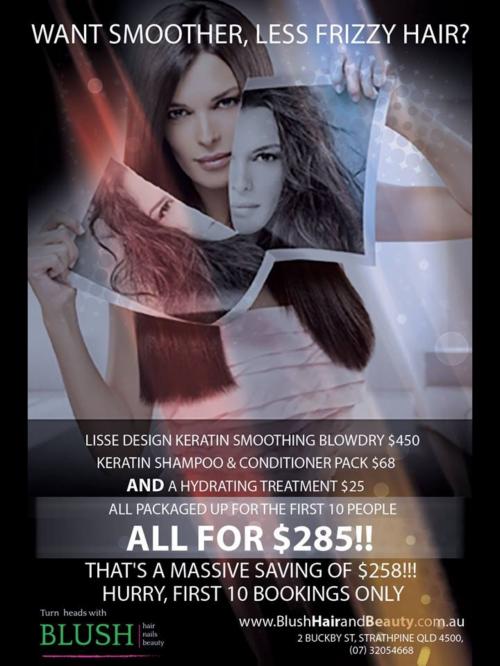 WANT SMOOTHER, LESS FRIZZY HAIR?
LISSE DESIGN KERATIN SMOOTHING BLOWDRY $450
KERATIN SHAMPOO & CONDITIONER PACK $68
AND A HYDRATING TREATMENT $25
ALL PACKAGED UP FOR THE FIRST 10 PEOPLE
ALL FOR $285!!
THAT'S A MASSIVE SAVING OF $258!!!
HURRY, FIRST 10 BOOKINGS ONLY
Turn heads with
BLUSH
hair
nails
beauty
www.BlushHairandBeauty.com.au
2 BUCKBY ST, STRATHPINE QLD 4500,
(07) 32054668